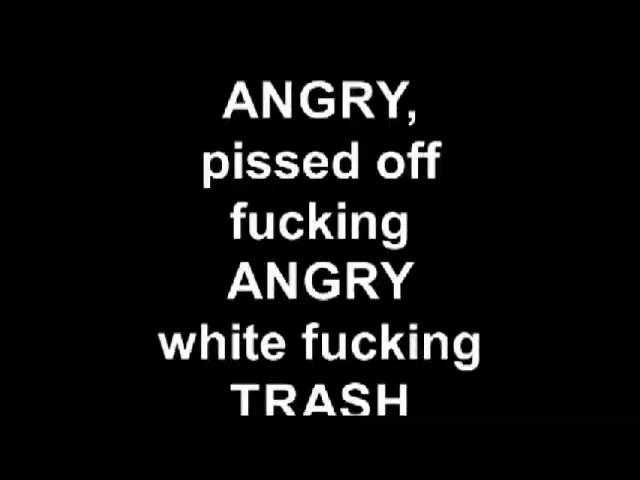 ANGRY,
pissed off
fucking
ANGRY
white fucking
TRASH